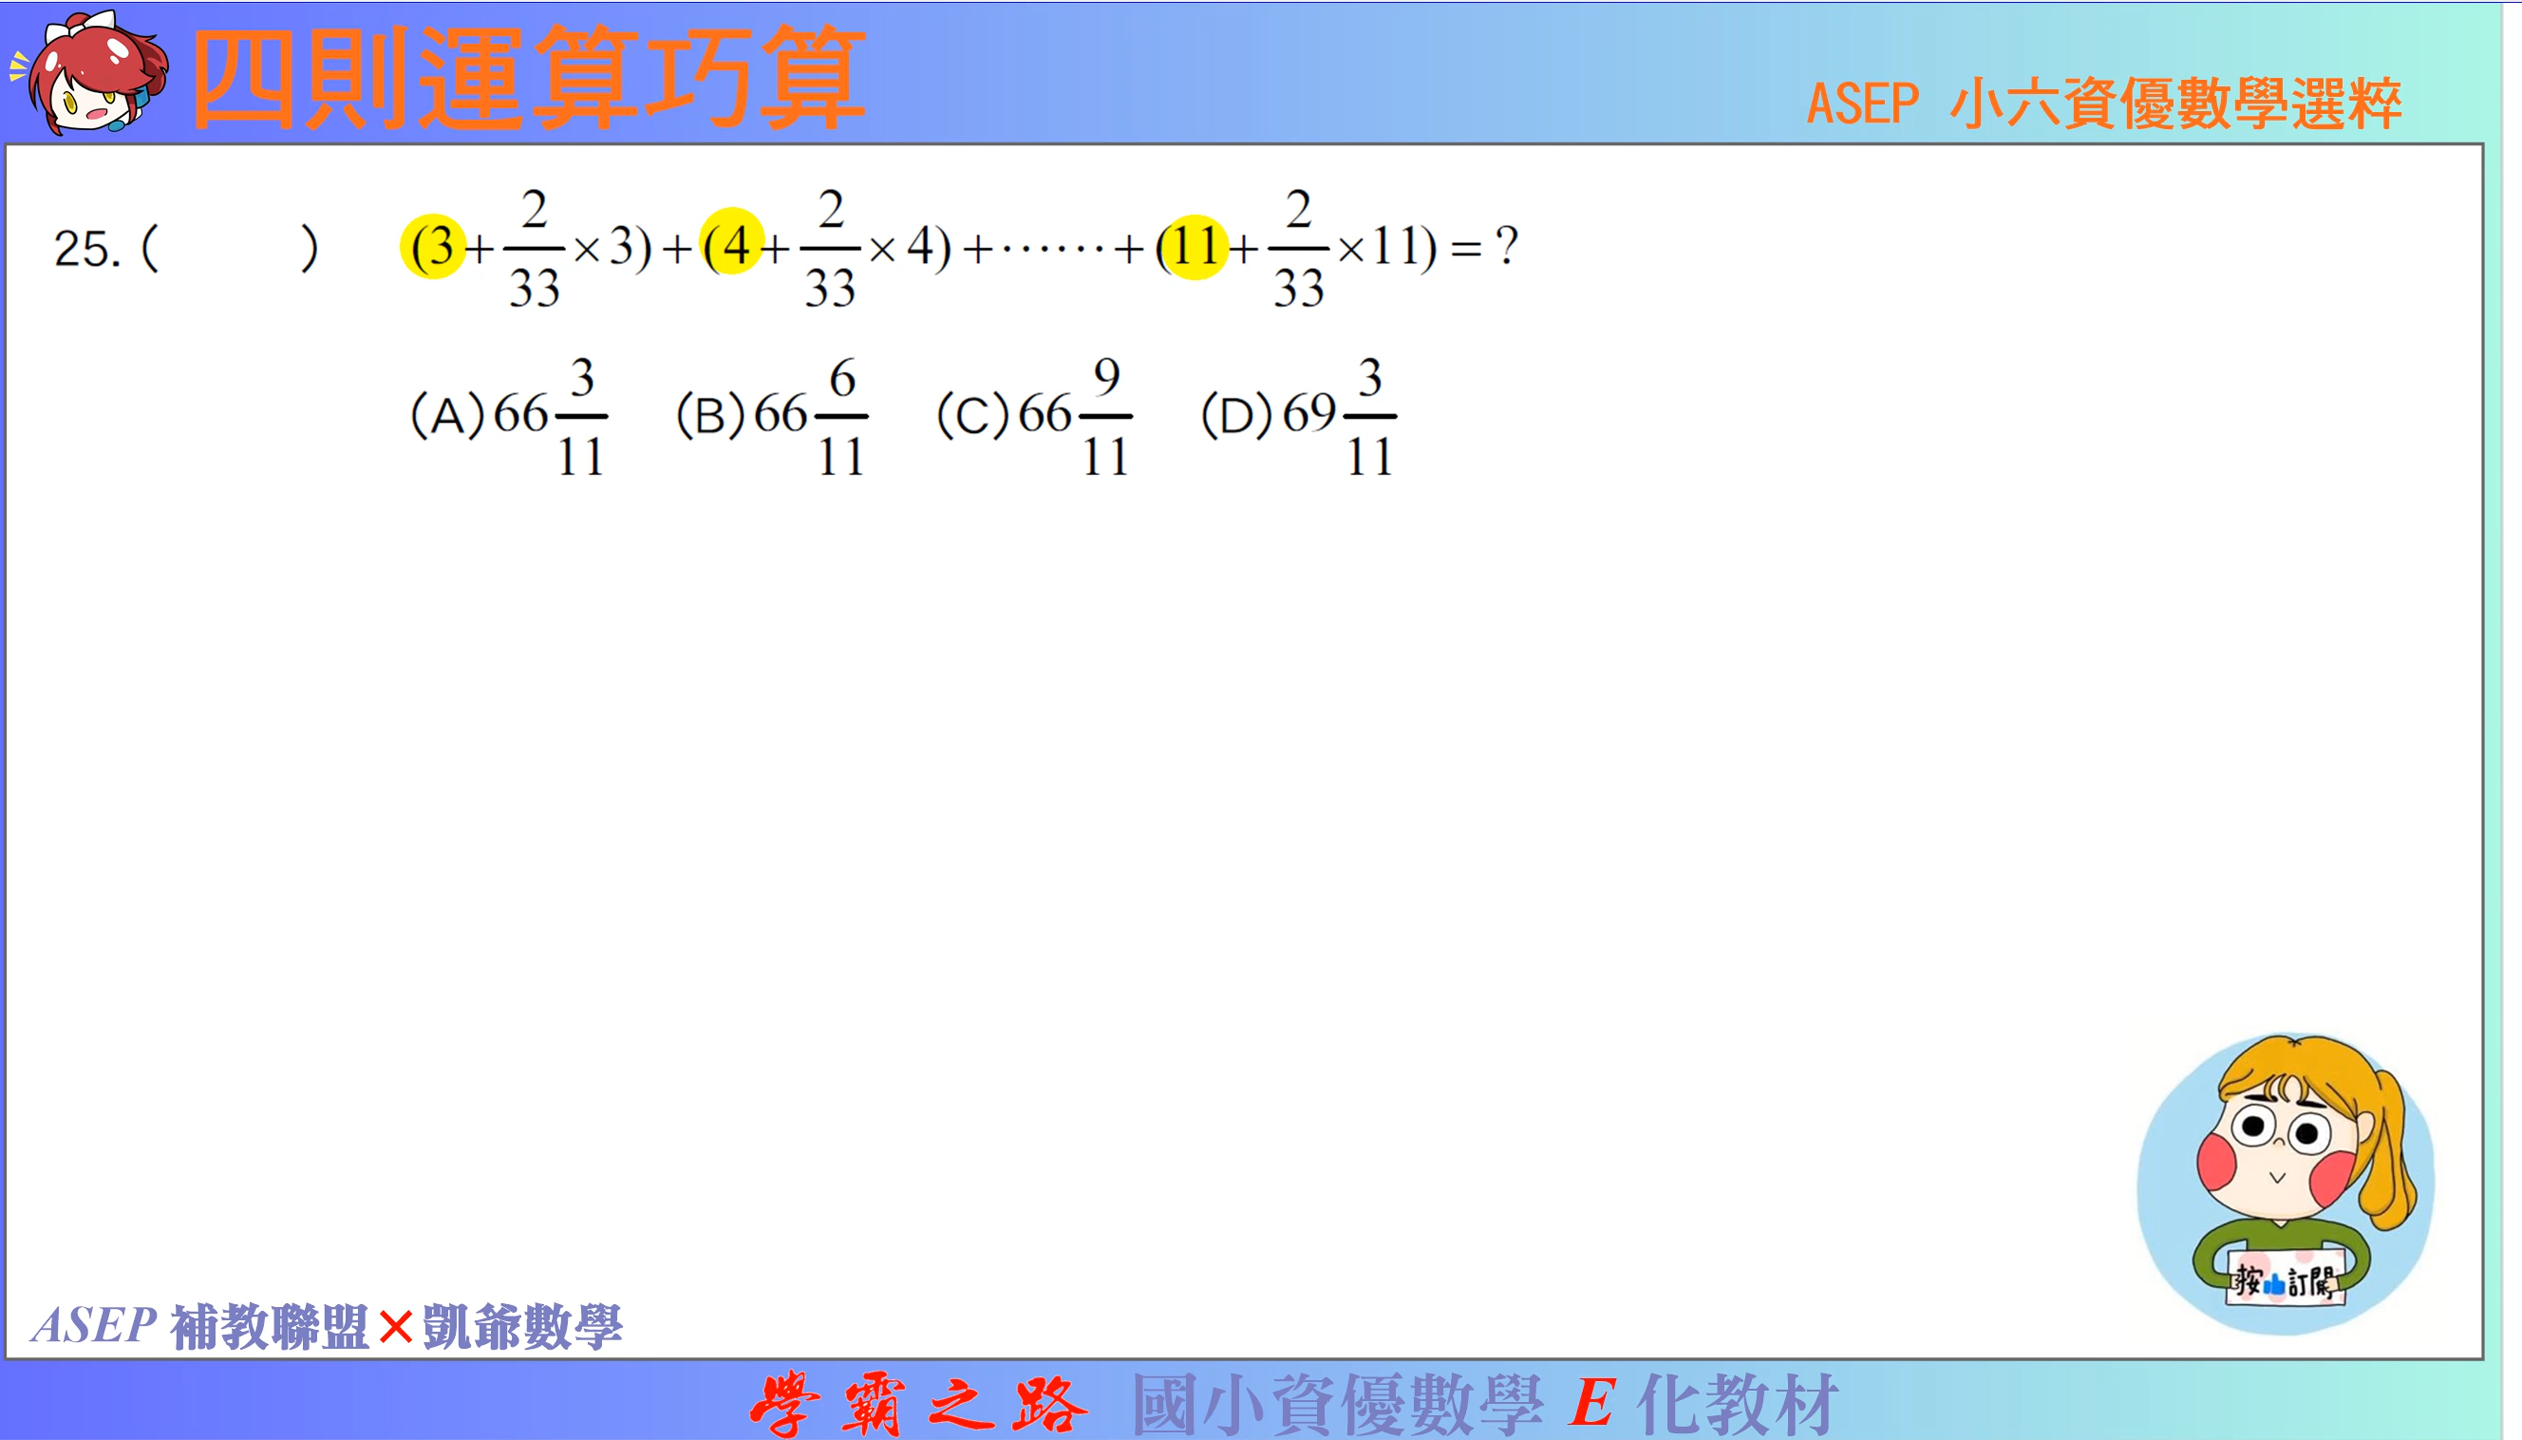 四則運算巧算
ASEP 小六資優數學選粹
25. (　　) (3+2/33×3)+(4+2/33×4)+⋯⋯+(11+2/33×11)=?
(A)66 3/11 (B)66 6/11 (C)66 9/11 (D)69 3/11
按訂閱
ASEP 補教聯盟×凱爺數學
學霸之路 國小資優數學 E 化教材